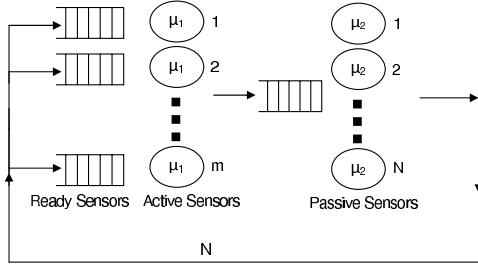 μ1 1 μ2 1
μ1 2 μ2 2
μ1 m μ2 N
Ready Sensors Active Sensors Passive Sensors
N